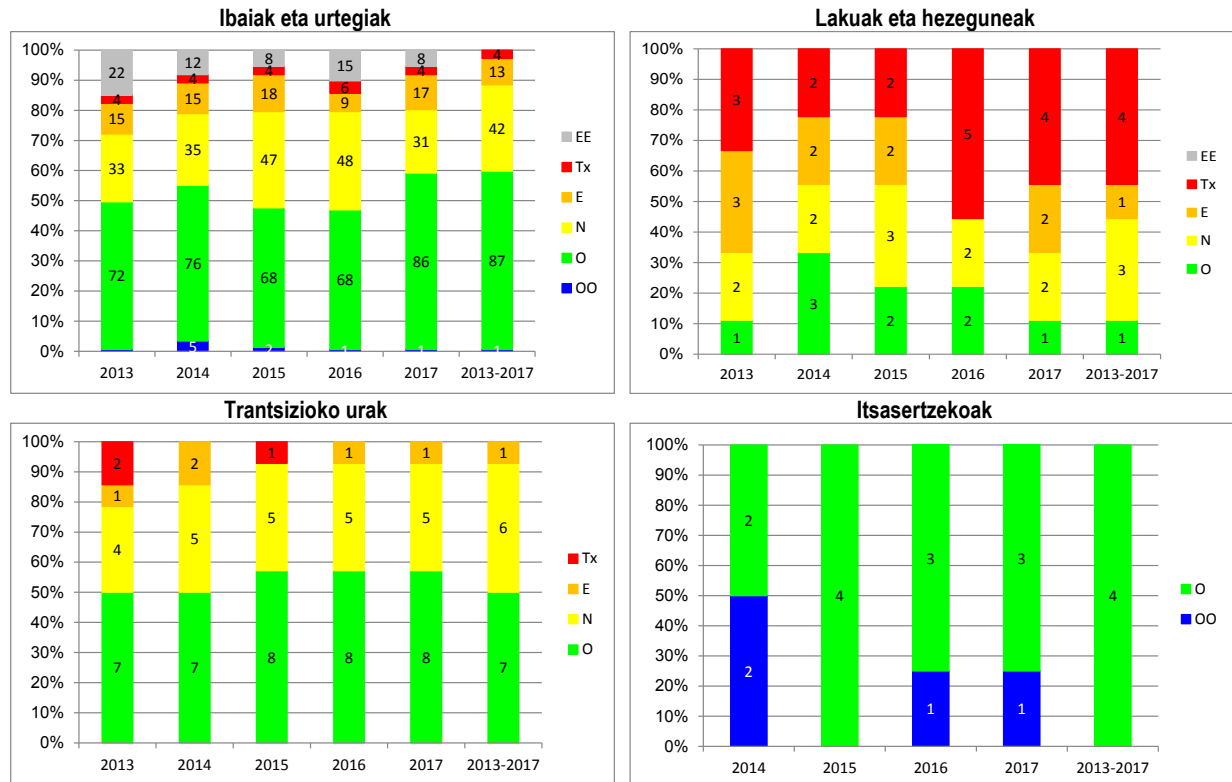 Ibaiak eta urtegiak
100%
90%
80%
70%
60%
50%
40%
30%
20%
10%
0%
22 12 8 15 8 4
4 4 4 6 4 13
15 15 18 9 17 42
33 35 47 48 31 87
72 76 68 68 86 1
5 2 1 1
2013 2014 2015 2016 2017 2013-2017
EE
Tx
E
N
O
OO
Lakuak eta hezeguneak
100%
90%
80%
70%
60%
50%
40%
30%
20%
10%
0%
3 2 2 5 4 4
3 2 2 2 2 1
2 2 3 2 2 3
1 3 2 1 1
2013 2014 2015 2016 2017 2013-2017
EE
Tx
E
N
O
Trantsizioko urak
100%
90%
80%
70%
60%
50%
40%
30%
20%
10%
0%
2 2 1 1 1 1
1 5 5 5 5 6
4 7 8 8 8 7
7
2013 2014 2015 2016 2017 2013-2017
Tx
E
N
O
Itsasertzekoak
100%
90%
80%
70%
60%
50%
40%
30%
20%
10%
0%
2 4 3 3 4
2 1 1
2014 2015 2016 2017 2013-2017
O
OO